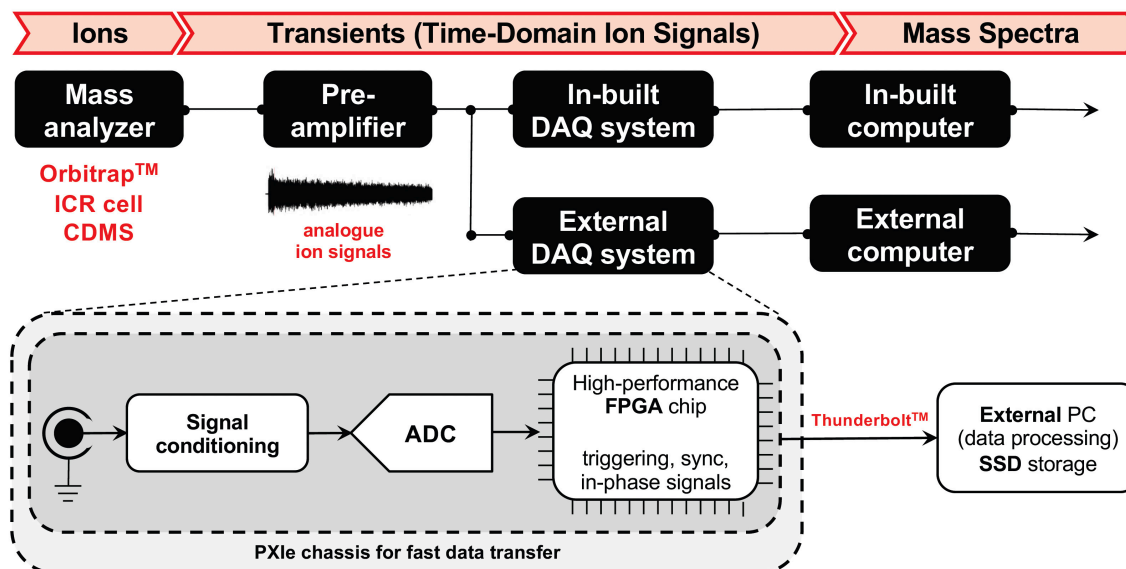 Ions
Transients (Time-Domain Ion Signals)
Mass Spectra
Mass
analyzer
Pre-
amplifier
In-built
DAQ system
In-built
computer
Orbitrap™
ICR cell
CDMS
analogue
ion signals
External
DAQ system
External
computer
Signal
conditioning
ADC
High-performance
FPGA chip
triggering, sync,
in-phase signals
Thunderbolt™
External PC
(data processing)
SSD storage
PXIe chassis for fast data transfer